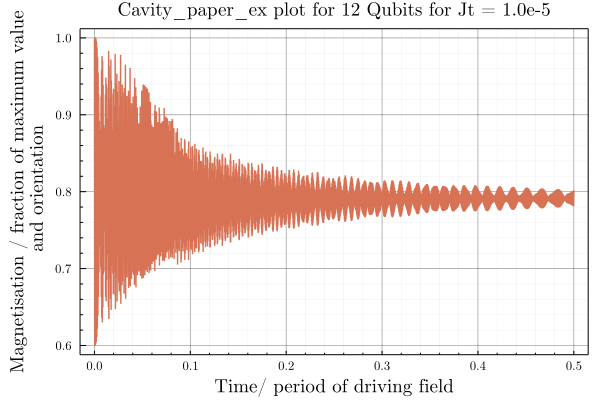 Cavity_paper_ex plot for 12 Qubits for Jt = 1.0e-5
Magnetisation / fraction of maximum value
and orientation
1.0
0.9
0.8
0.7
0.6
0.0
0.1
0.2
0.3
0.4
0.5
Time/ period of driving field